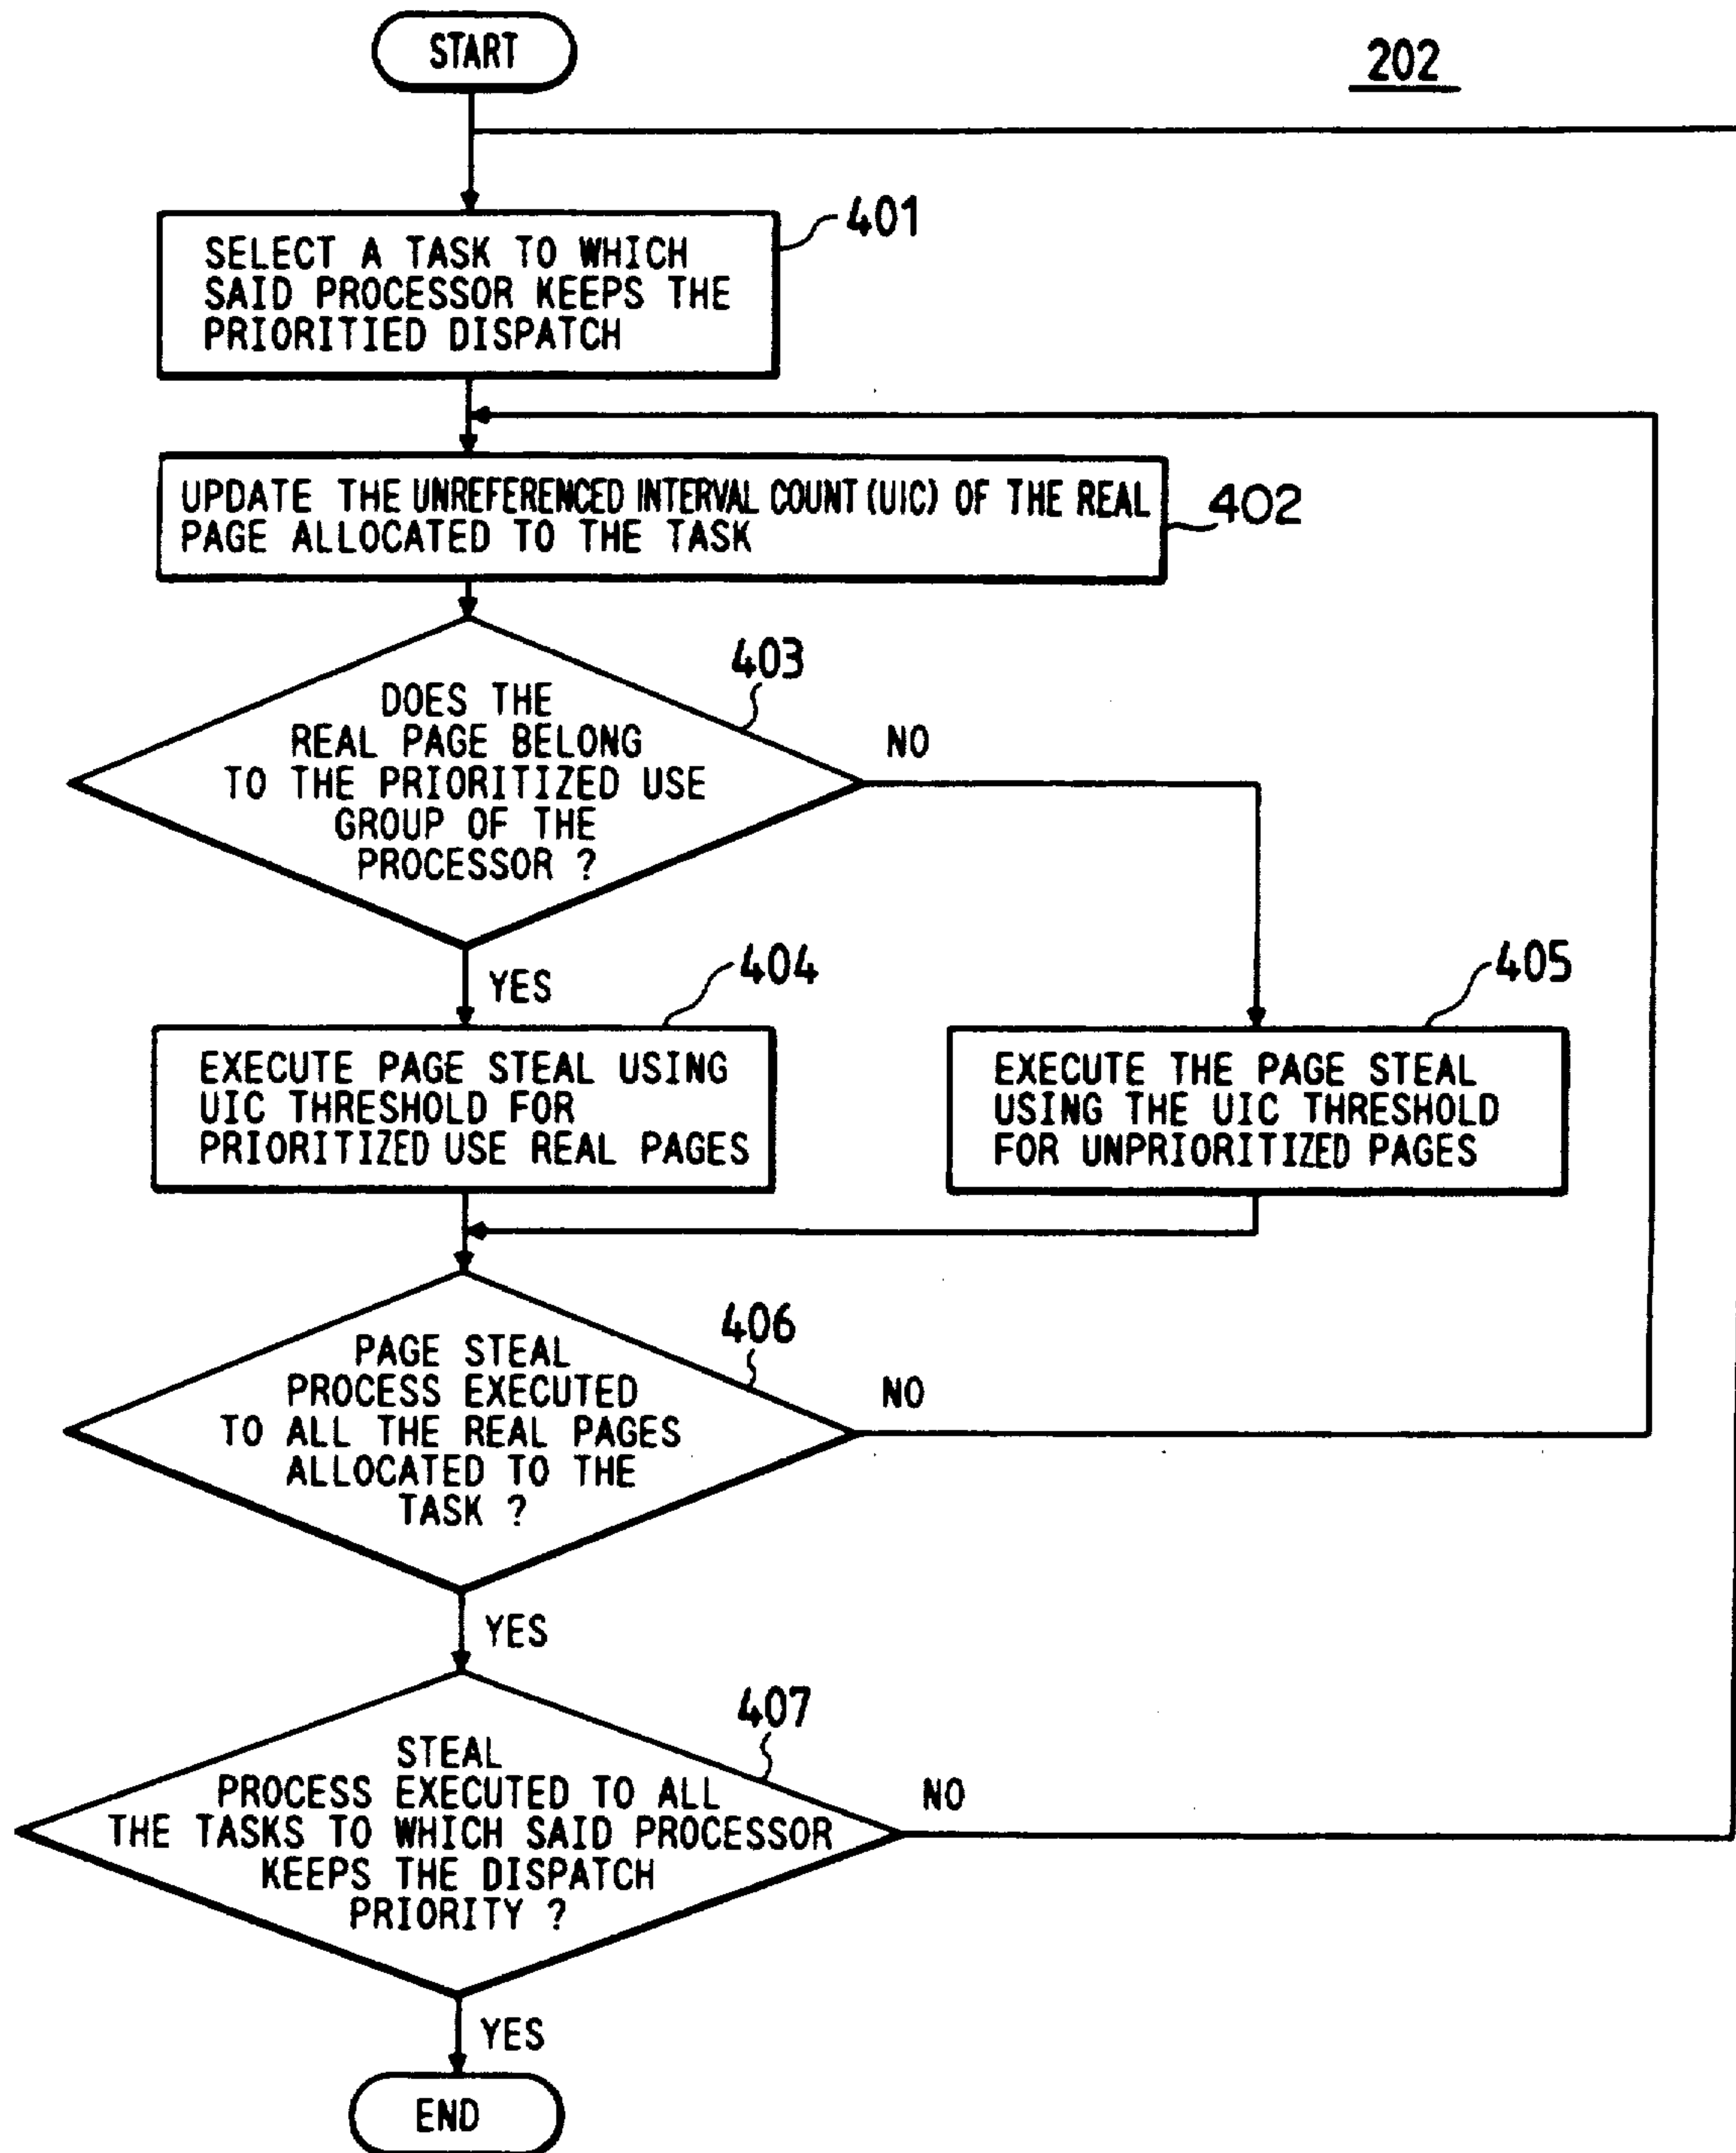 START
202
401
SELECT A TASK TO WHICH
SAID PROCESSOR KEEPS THE
PRIORITIED DISPATCH
UPDATE THE UNREFERENCED INTERVAL COUNT (UIC) OF THE REAL
PAGE ALLOCATED TO THE TASK
402
403
DOES THE
REAL PAGE BELONG
TO THE PRIORITIZED USE
GROUP OF THE
PROCESSOR ?
NO
YES
404
405
EXECUTE PAGE STEAL USING
UIC THRESHOLD FOR
PRIORITIZED USE REAL PAGES
EXECUTE THE PAGE STEAL
USING THE UIC THRESHOLD
FOR UNPRIORITIZED PAGES
406
PAGE STEAL
PROCESS EXECUTED
TO ALL THE REAL PAGES
ALLOCATED TO THE
TASK ?
NO
YES
407
STEAL
PROCESS EXECUTED TO ALL
THE TASKS TO WHICH SAID PROCESSOR
KEEPS THE DISPATCH
PRIORITY ?
NO
YES
END